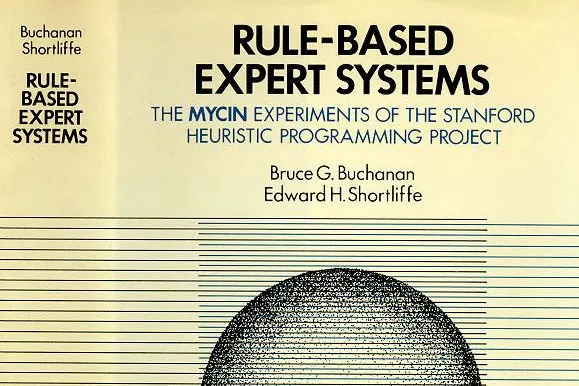 Buchanan
Shortliffe
RULE-
BASED
EXPERT
SYSTEMS
RULE-BASED
EXPERT SYSTEMS
THE MYCIN EXPERIMENTS OF THE STANFORD
HEURISTIC PROGRAMMING PROJECT
Bruce G. Buchanan
Edward H. Shortliffe